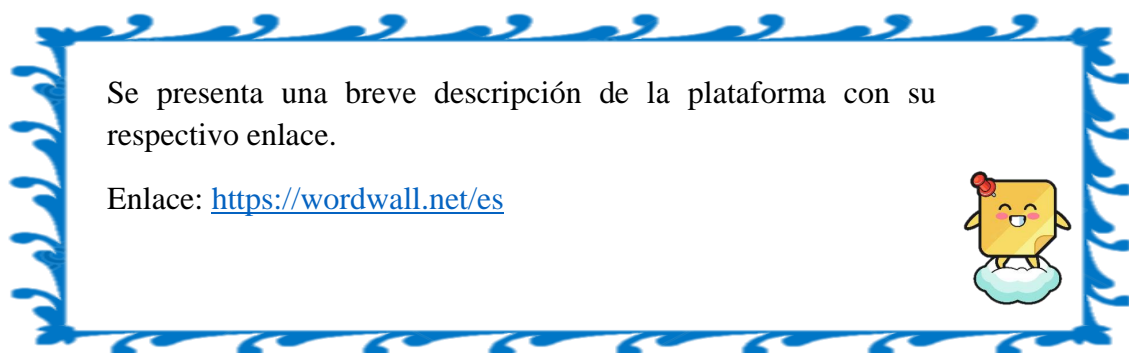 Se presenta una breve descripción de la plataforma con su
respectivo enlace.
Enlace: https://wordwall.net/es